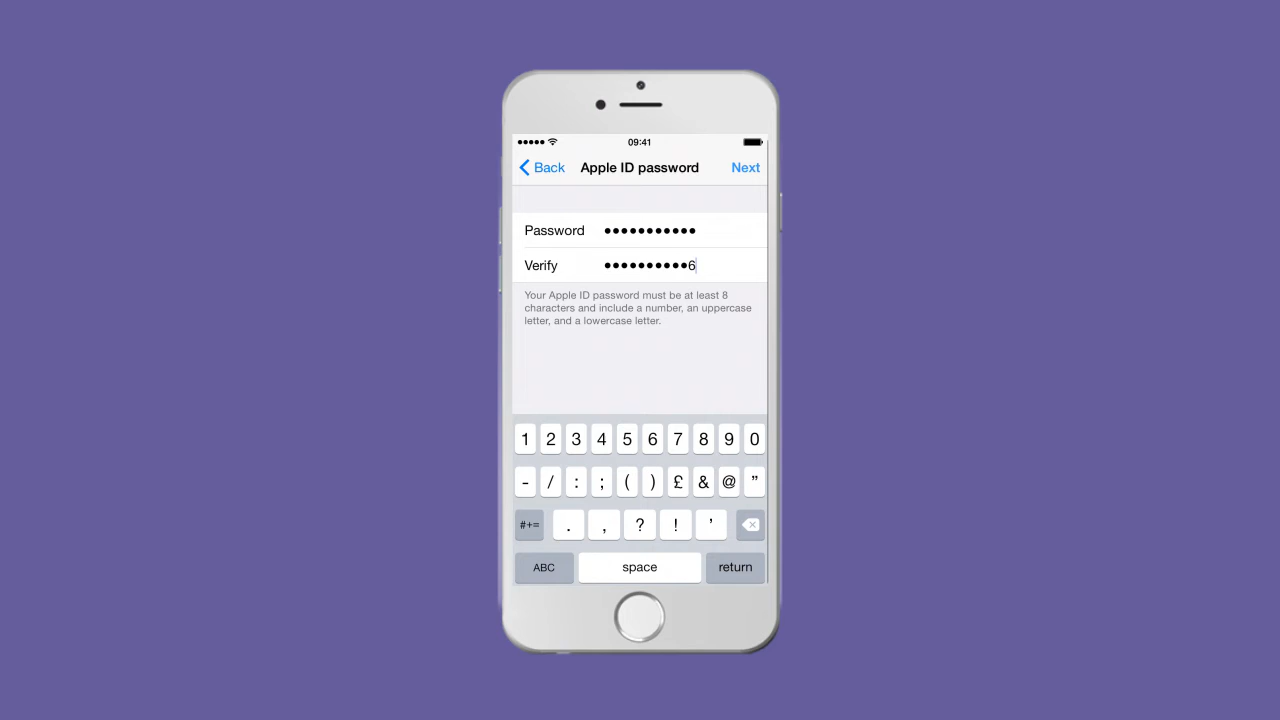 09:41
Back Apple ID password Next
Password •••••••••••
Verify ••••••••••6
Your Apple ID password must be at least 8
characters and include a number, an uppercase
letter, and a lowercase letter.
1 2 3 4 5 6 7 8 9 0
- / : ; ( ) £ & @ ”
#+= . , ? ! ’
ABC space return